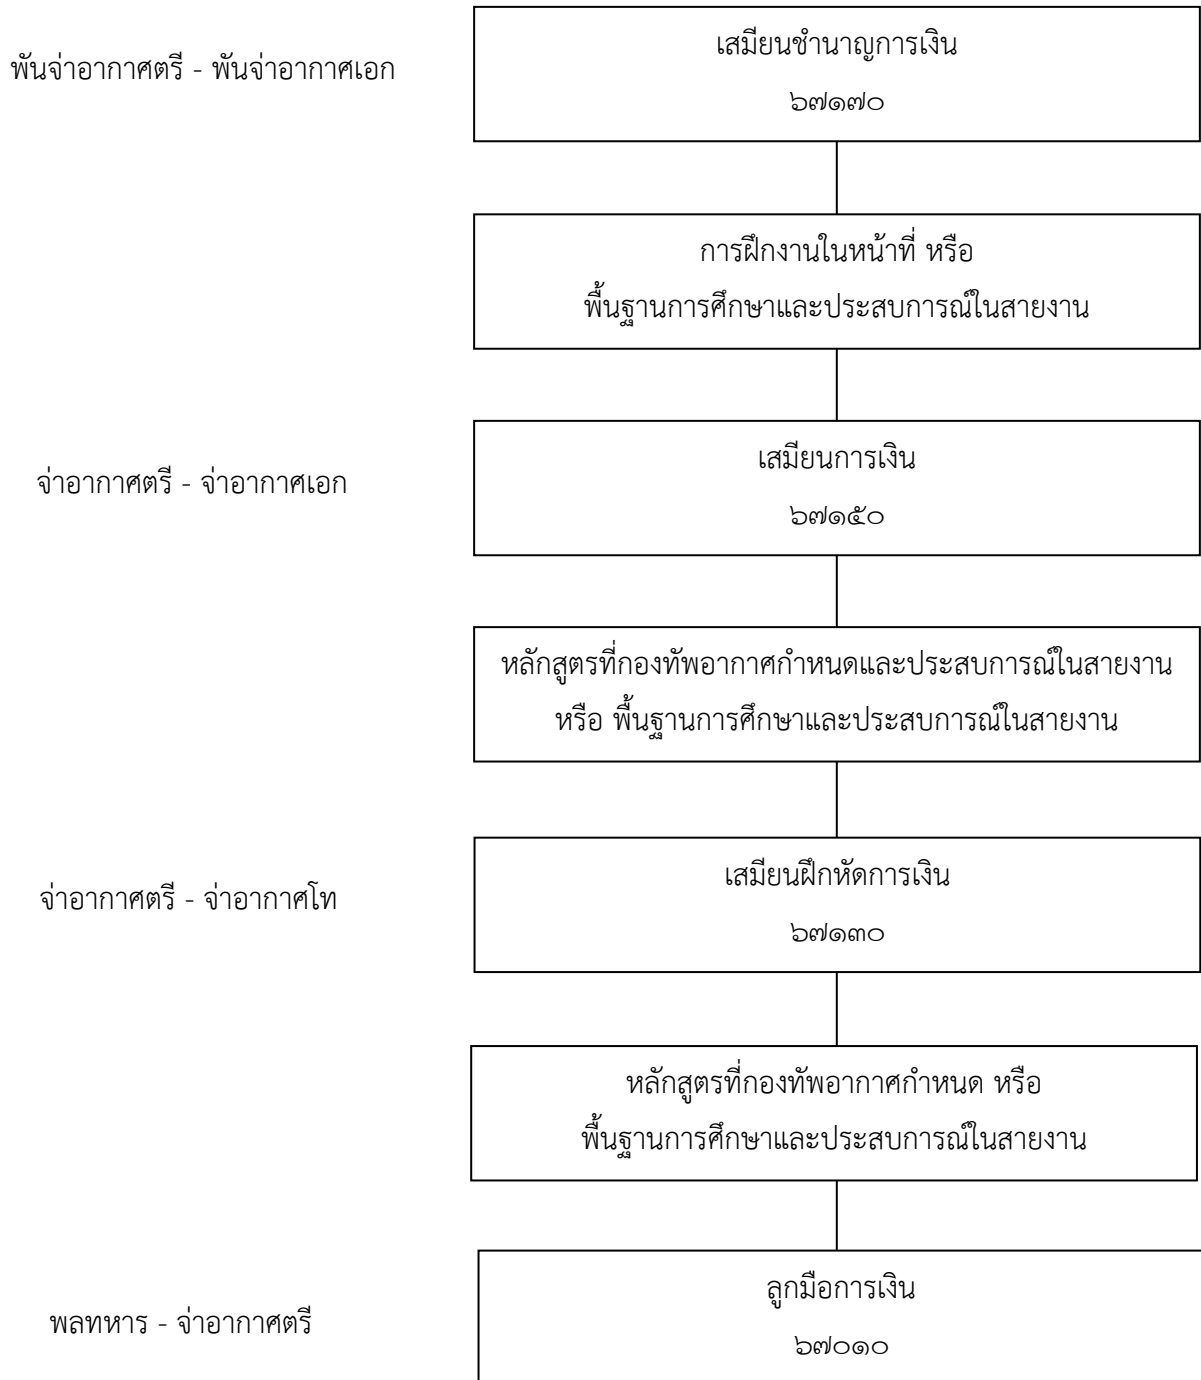 พันจ่าอากาศตรี - พันจ่าอากาศเอก
เสมียนชำนาญการเงิน
๖๗๑๗๐
การฝึกงานในหน้าที่ หรือ
พื้นฐานการศึกษาและประสบการณ์ในสายงาน
จ่าอากาศตรี - จ่าอากาศเอก
เสมียนการเงิน
๖๗๑๕๐
หลักสูตรที่กองทัพอากาศกำหนดและประสบการณ์ในสายงาน
หรือ พื้นฐานการศึกษาและประสบการณ์ในสายงาน
จ่าอากาศตรี - จ่าอากาศโท
เสมียนฝึกหัดการเงิน
๖๗๑๓๐
หลักสูตรที่กองทัพอากาศกำหนด หรือ
พื้นฐานการศึกษาและประสบการณ์ในสายงาน
พลทหาร - จ่าอากาศตรี
ลูกมือการเงิน
๖๗๐๑๐